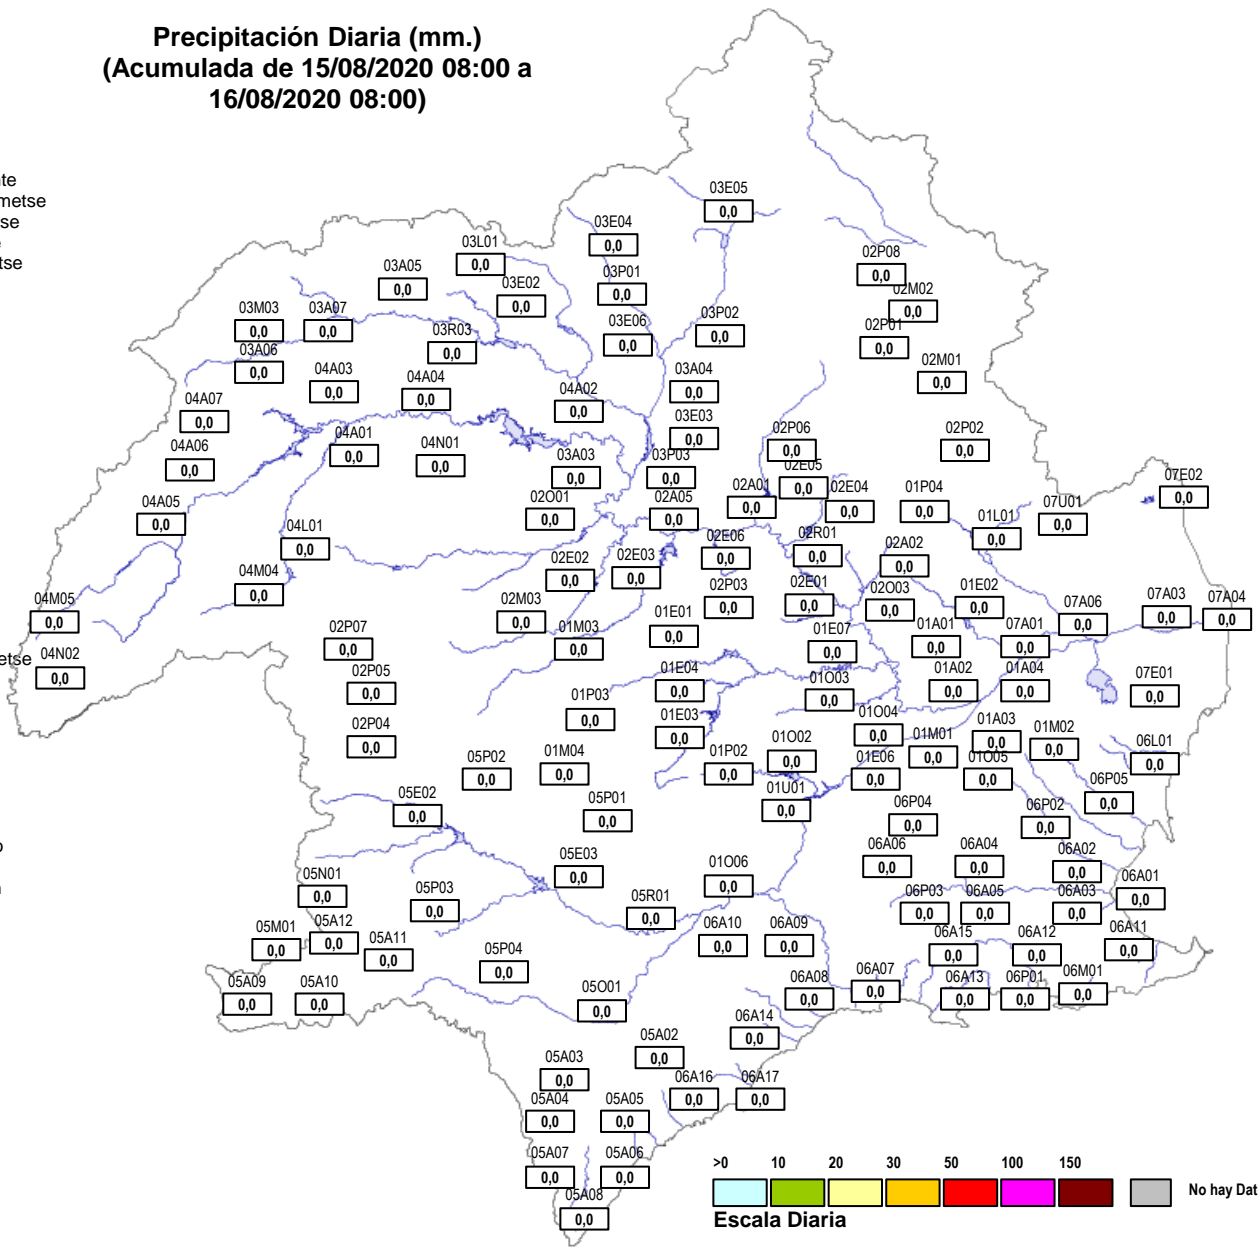 Precipitación Diaria (mm.)
(Acumulada de 15/08/2020 08:00 a
16/08/2020 08:00)
te
metse
se
tse
03E05
0,0
03E04
0,0
03L01
0,0
02P08
0,0
03A05
0,0
03P01
0,0
03E02
0,0
02M02
0,0
03M03
0,0
03A07
0,0
03P02
0,0
03E06
0,0
03R03
0,0
02P01
0,0
03A06
0,0
02M01
0,0
04A03
0,0
04A04
0,0
03A04
0,0
04A02
0,0
04A07
0,0
03E03
0,0
02P06
0,0
02P02
0,0
04A01
0,0
04N01
0,0
04A06
0,0
03A03
0,0
03P03
0,0
02E05
0,0
07E02
0,0
02A01
0,0
02E04
0,0
01P04
0,0
04A05
0,0
02O01
0,0
02A05
0,0
07U01
0,0
01L01
0,0
04L01
0,0
02E06
0,0
02R01
0,0
02A02
0,0
02E02
0,0
02E03
0,0
04M04
0,0
02P03
0,0
02E01
0,0
02O03
0,0
01E02
0,0
04M05
0,0
02M03
0,0
01E01
0,0
07A06
0,0
07A03
0,0
07A04
0,0
02P07
0,0
01M03
0,0
01E07
0,0
01A01
0,0
07A01
0,0
etse
04N02
0,0
02P05
0,0
01E04
0,0
01O03
0,0
01A02
0,0
01A04
0,0
07E01
0,0
01P03
0,0
01E03
0,0
01O04
0,0
01A03
0,0
01M02
0,0
02P04
0,0
01M04
0,0
01P02
0,0
01O02
0,0
01M01
0,0
06L01
0,0
05P02
0,0
01E06
0,0
01O05
0,0
05E02
0,0
05P01
0,0
01U01
0,0
06P04
0,0
06P02
0,0
06P05
0,0
o
05E03
0,0
01O06
0,0
06A06
0,0
06A04
0,0
06A02
0,0
05N01
0,0
05P03
0,0
05R01
0,0
06P03
0,0
06A05
0,0
06A03
0,0
06A01
0,0
05M01
0,0
05A12
0,0
05A11
0,0
06A10
0,0
06A09
0,0
06A15
0,0
06A12
0,0
06A11
0,0
05P04
0,0
05A09
0,0
05A10
0,0
05O01
0,0
06A08
0,0
06A07
0,0
06A13
0,0
06P01
0,0
06M01
0,0
06A14
0,0
05A02
0,0
05A03
0,0
06A16
0,0
06A17
0,0
05A04
0,0
05A05
0,0
05A07
0,0
05A06
0,0
05A08
0,0
>0 10 20 30 50 100 150
No hay Dat
Escala Diaria